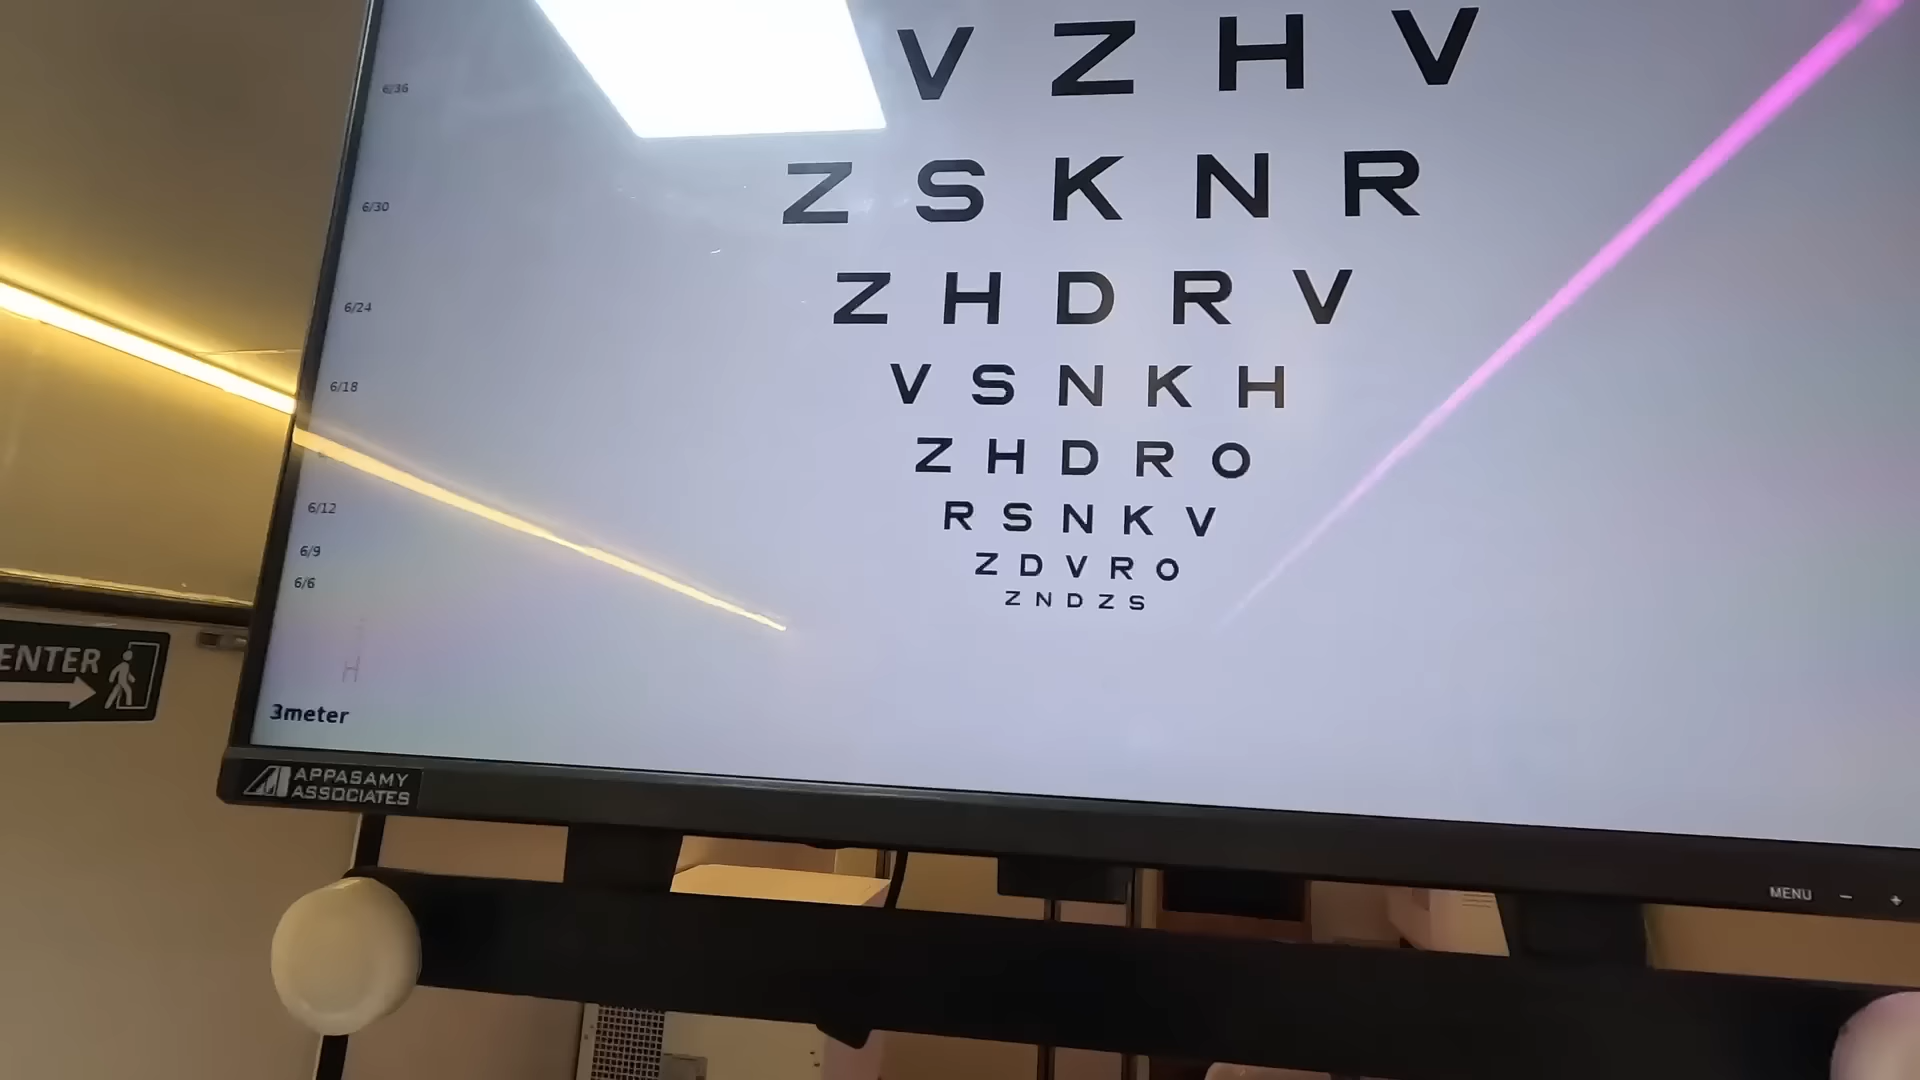 6/36 V Z H V
6/30 Z S K N R
6/24 Z H D R V
6/18 V S N K H
Z H D R O
6/12 R S N K V
6/9 Z D V R O
6/6 Z N D Z S
H
3meter
ENTER
APPASAMY
ASSOCIATES
MENU - +